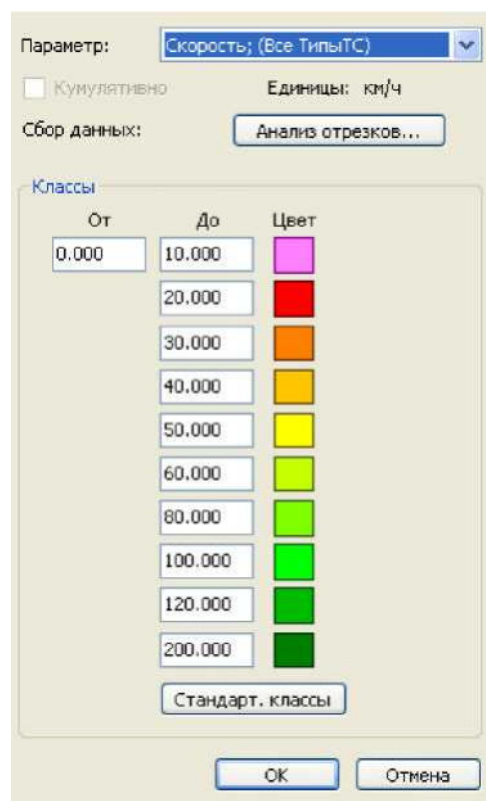 Параметр: Скорость; (Все ТипыТС)
Кумулятивно Единицы: км/ч
Сбор данных: Анализ отрезков...
Классы
От До Цвет
0.000 10.000
20.000
30.000
40.000
50.000
60.000
80.000
100.000
120.000
200.000
Стандарт. классы
ОК Отмена